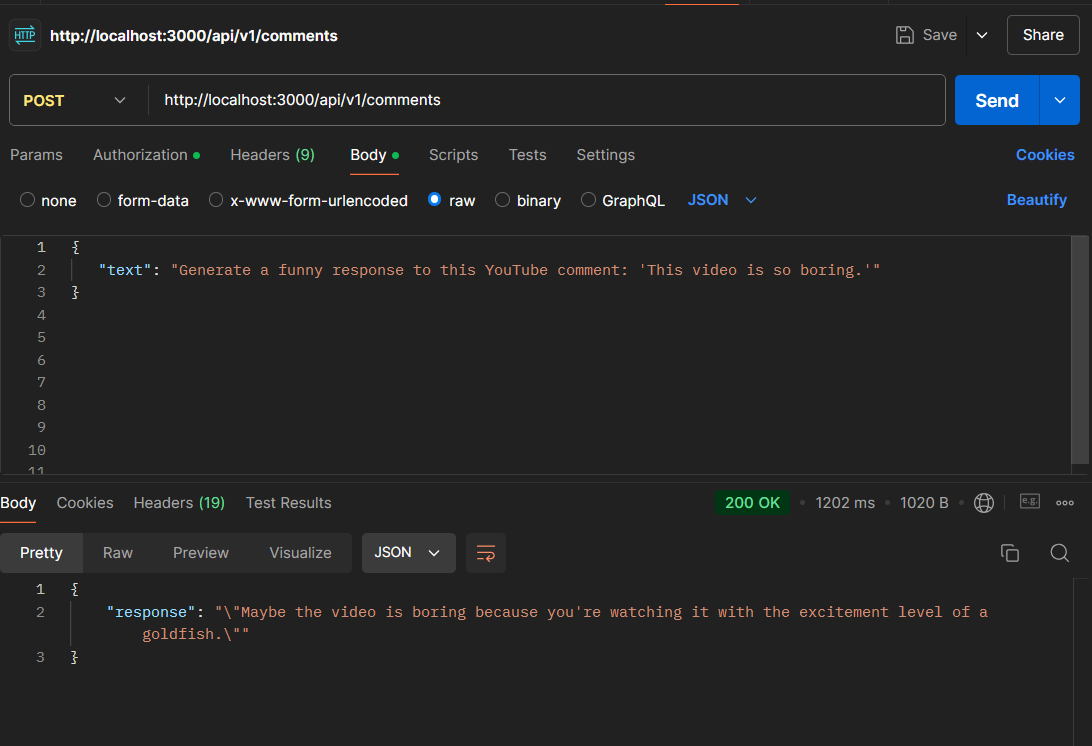 HTTP http://localhost:3000/api/v1/comments Save Share
POST http://localhost:3000/api/v1/comments Send
Params Authorization Headers (9) Body Scripts Tests Settings Cookies
none form-data x-www-form-urlencoded raw binary GraphQL JSON Beautify
1 {
2 "text": "Generate a funny response to this YouTube comment: 'This video is so boring.'"
3 }
4
5
6
7
8
9
10
11
Body Cookies Headers (19) Test Results 200 OK 1202 ms 1020 B e.g.
Pretty Raw Preview Visualize JSON
1 {
2 "response": "\"Maybe the video is boring because you're watching it with the excitement level of a
goldfish.\""
3 }